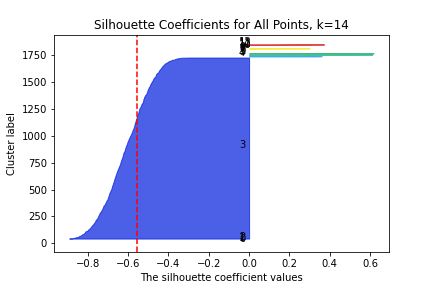 Silhouette Coefficients for All Points, k=14
1750
1500
1250
1000
750
500
250
0
Cluster label
3
−0.8 −0.6 −0.4 −0.2 0.0 0.2 0.4 0.6
The silhouette coefficient values